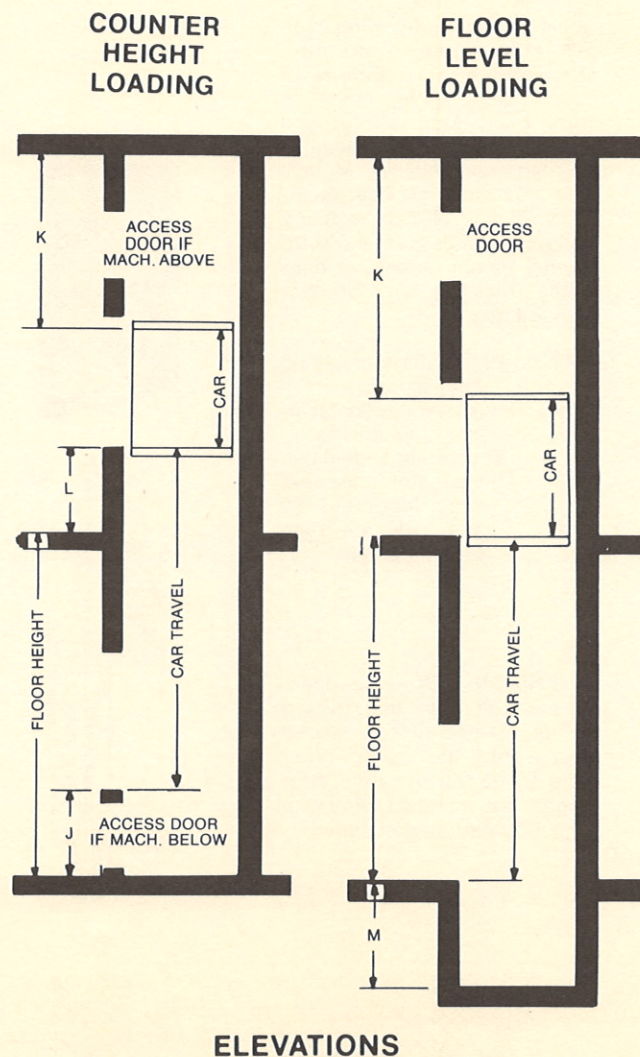 COUNTER
HEIGHT
LOADING
FLOOR
LEVEL
LOADING
K
ACCESS
DOOR IF
MACH. ABOVE
CAR
L
FLOOR HEIGHT
CAR TRAVEL
J
ACCESS DOOR
IF MACH. BELOW
K
ACCESS
DOOR
CAR
FLOOR HEIGHT
CAR TRAVEL
M
ELEVATIONS